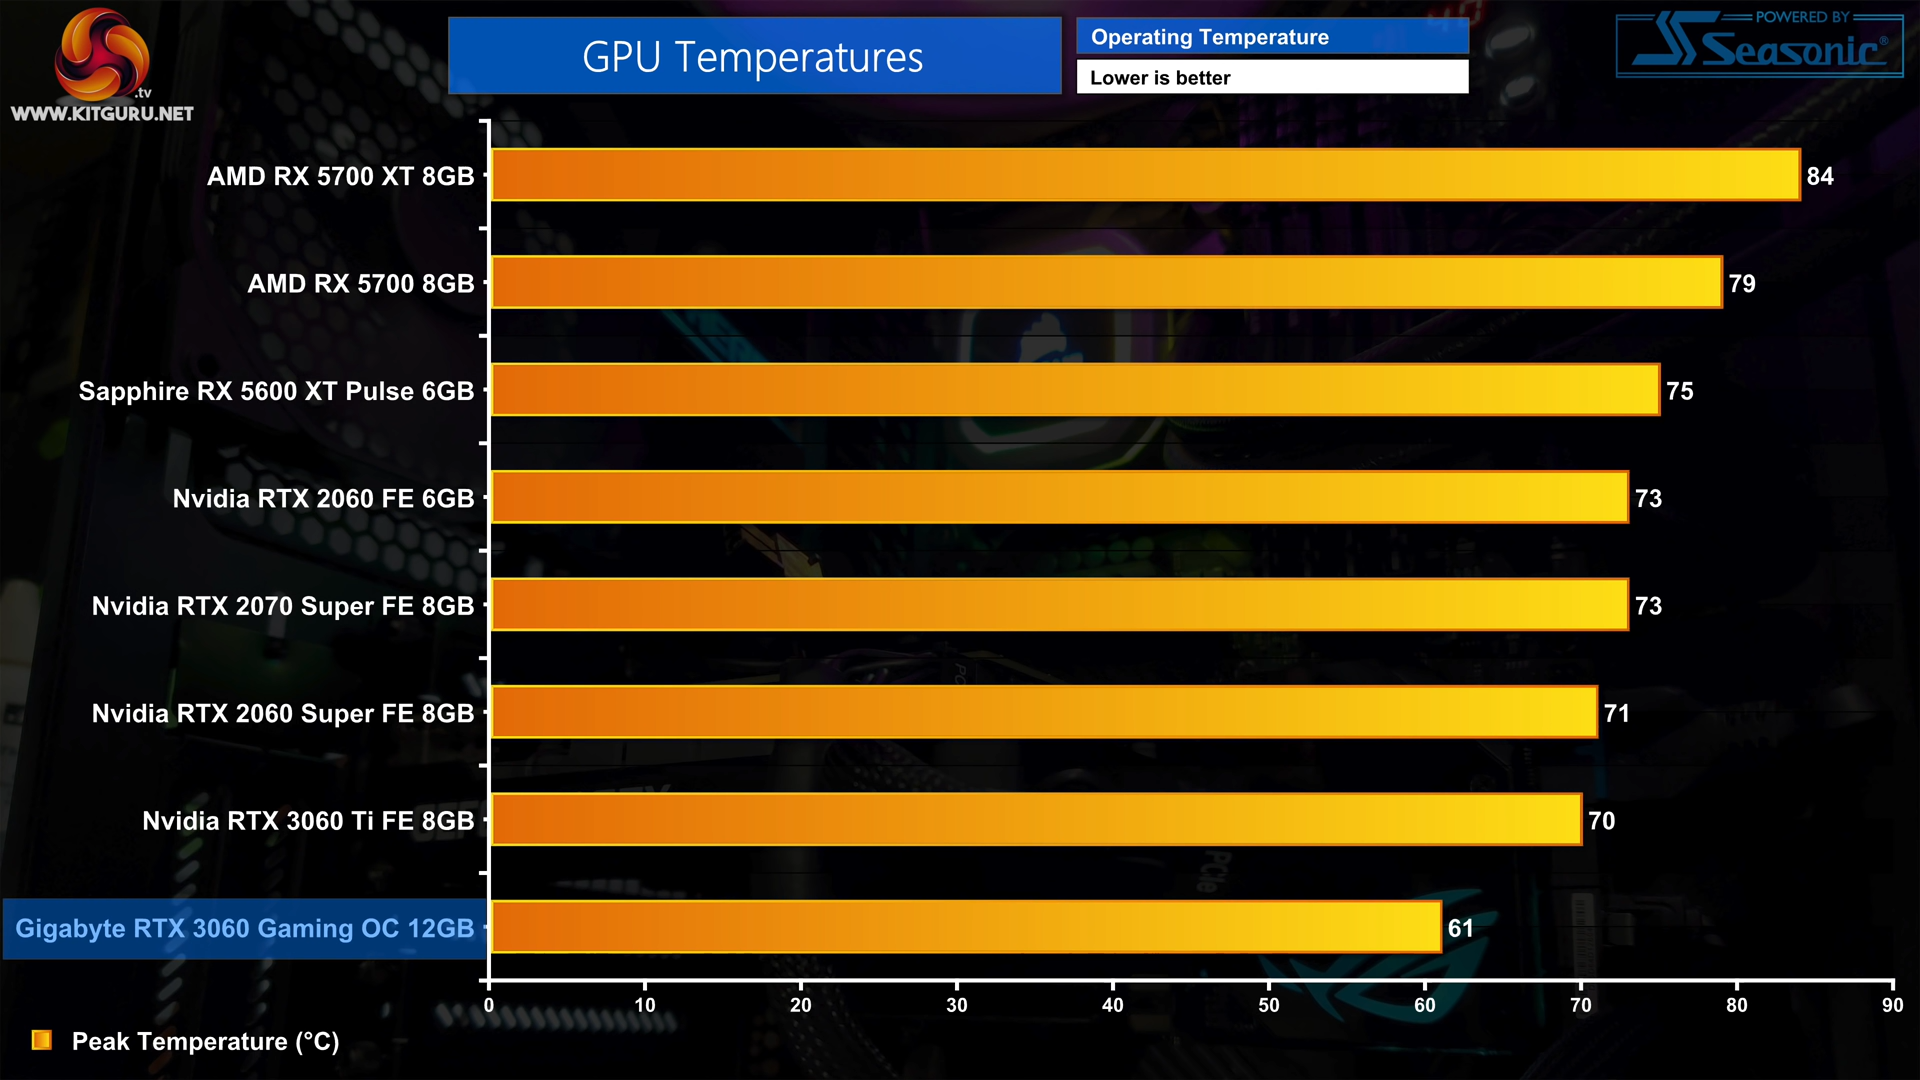 .tv
WWW.KITGURU.NET
GPU Temperatures
Operating Temperature
Lower is better
POWERED BY
Seasonic®
AMD RX 5700 XT 8GB
84
AMD RX 5700 8GB
79
Sapphire RX 5600 XT Pulse 6GB
75
Nvidia RTX 2060 FE 6GB
73
Nvidia RTX 2070 Super FE 8GB
73
Nvidia RTX 2060 Super FE 8GB
71
Nvidia RTX 3060 Ti FE 8GB
70
PCIe
Gigabyte RTX 3060 Gaming OC 12GB
61
0 10 20 30 40 50 60 70 80 90
Peak Temperature (°C)